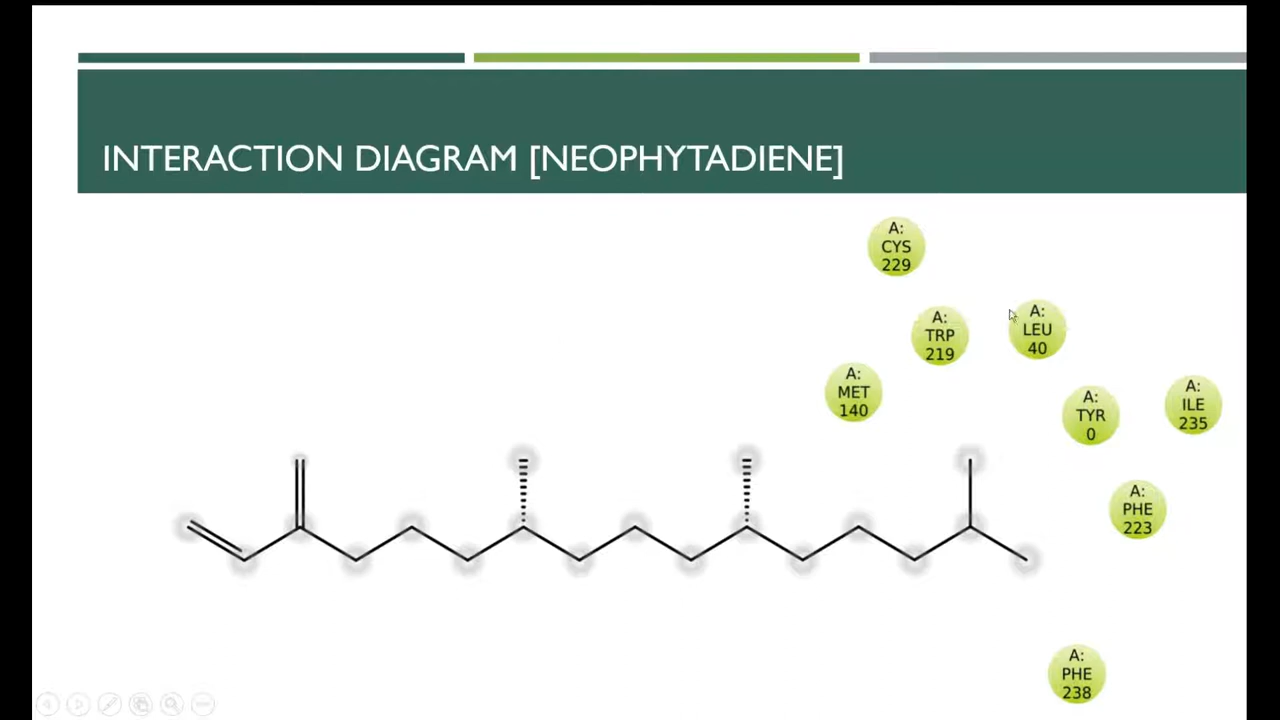 INTERACTION DIAGRAM [NEOPHYTADIENE]
A:
CYS
229
A:
TRP
219
A:
LEU
40
A:
MET
140
A:
TYR
0
A:
ILE
235
A:
PHE
223
A:
PHE
238